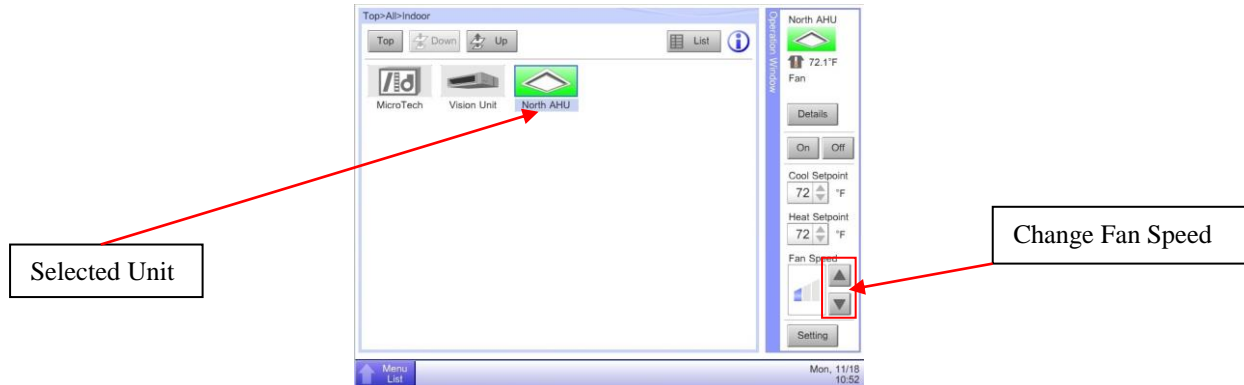 Top>All>Indoor
Top
Down
Up
List
MicroTech
Vision Unit
North AHU
Operation Window
North AHU
72.1°F
Fan
Details
On
Off
Cool Setpoint
72 °F
Heat Setpoint
72 °F
Fan Speed
Setting
Selected Unit
Change Fan Speed
Menu
List
Mon, 11/18
10:52